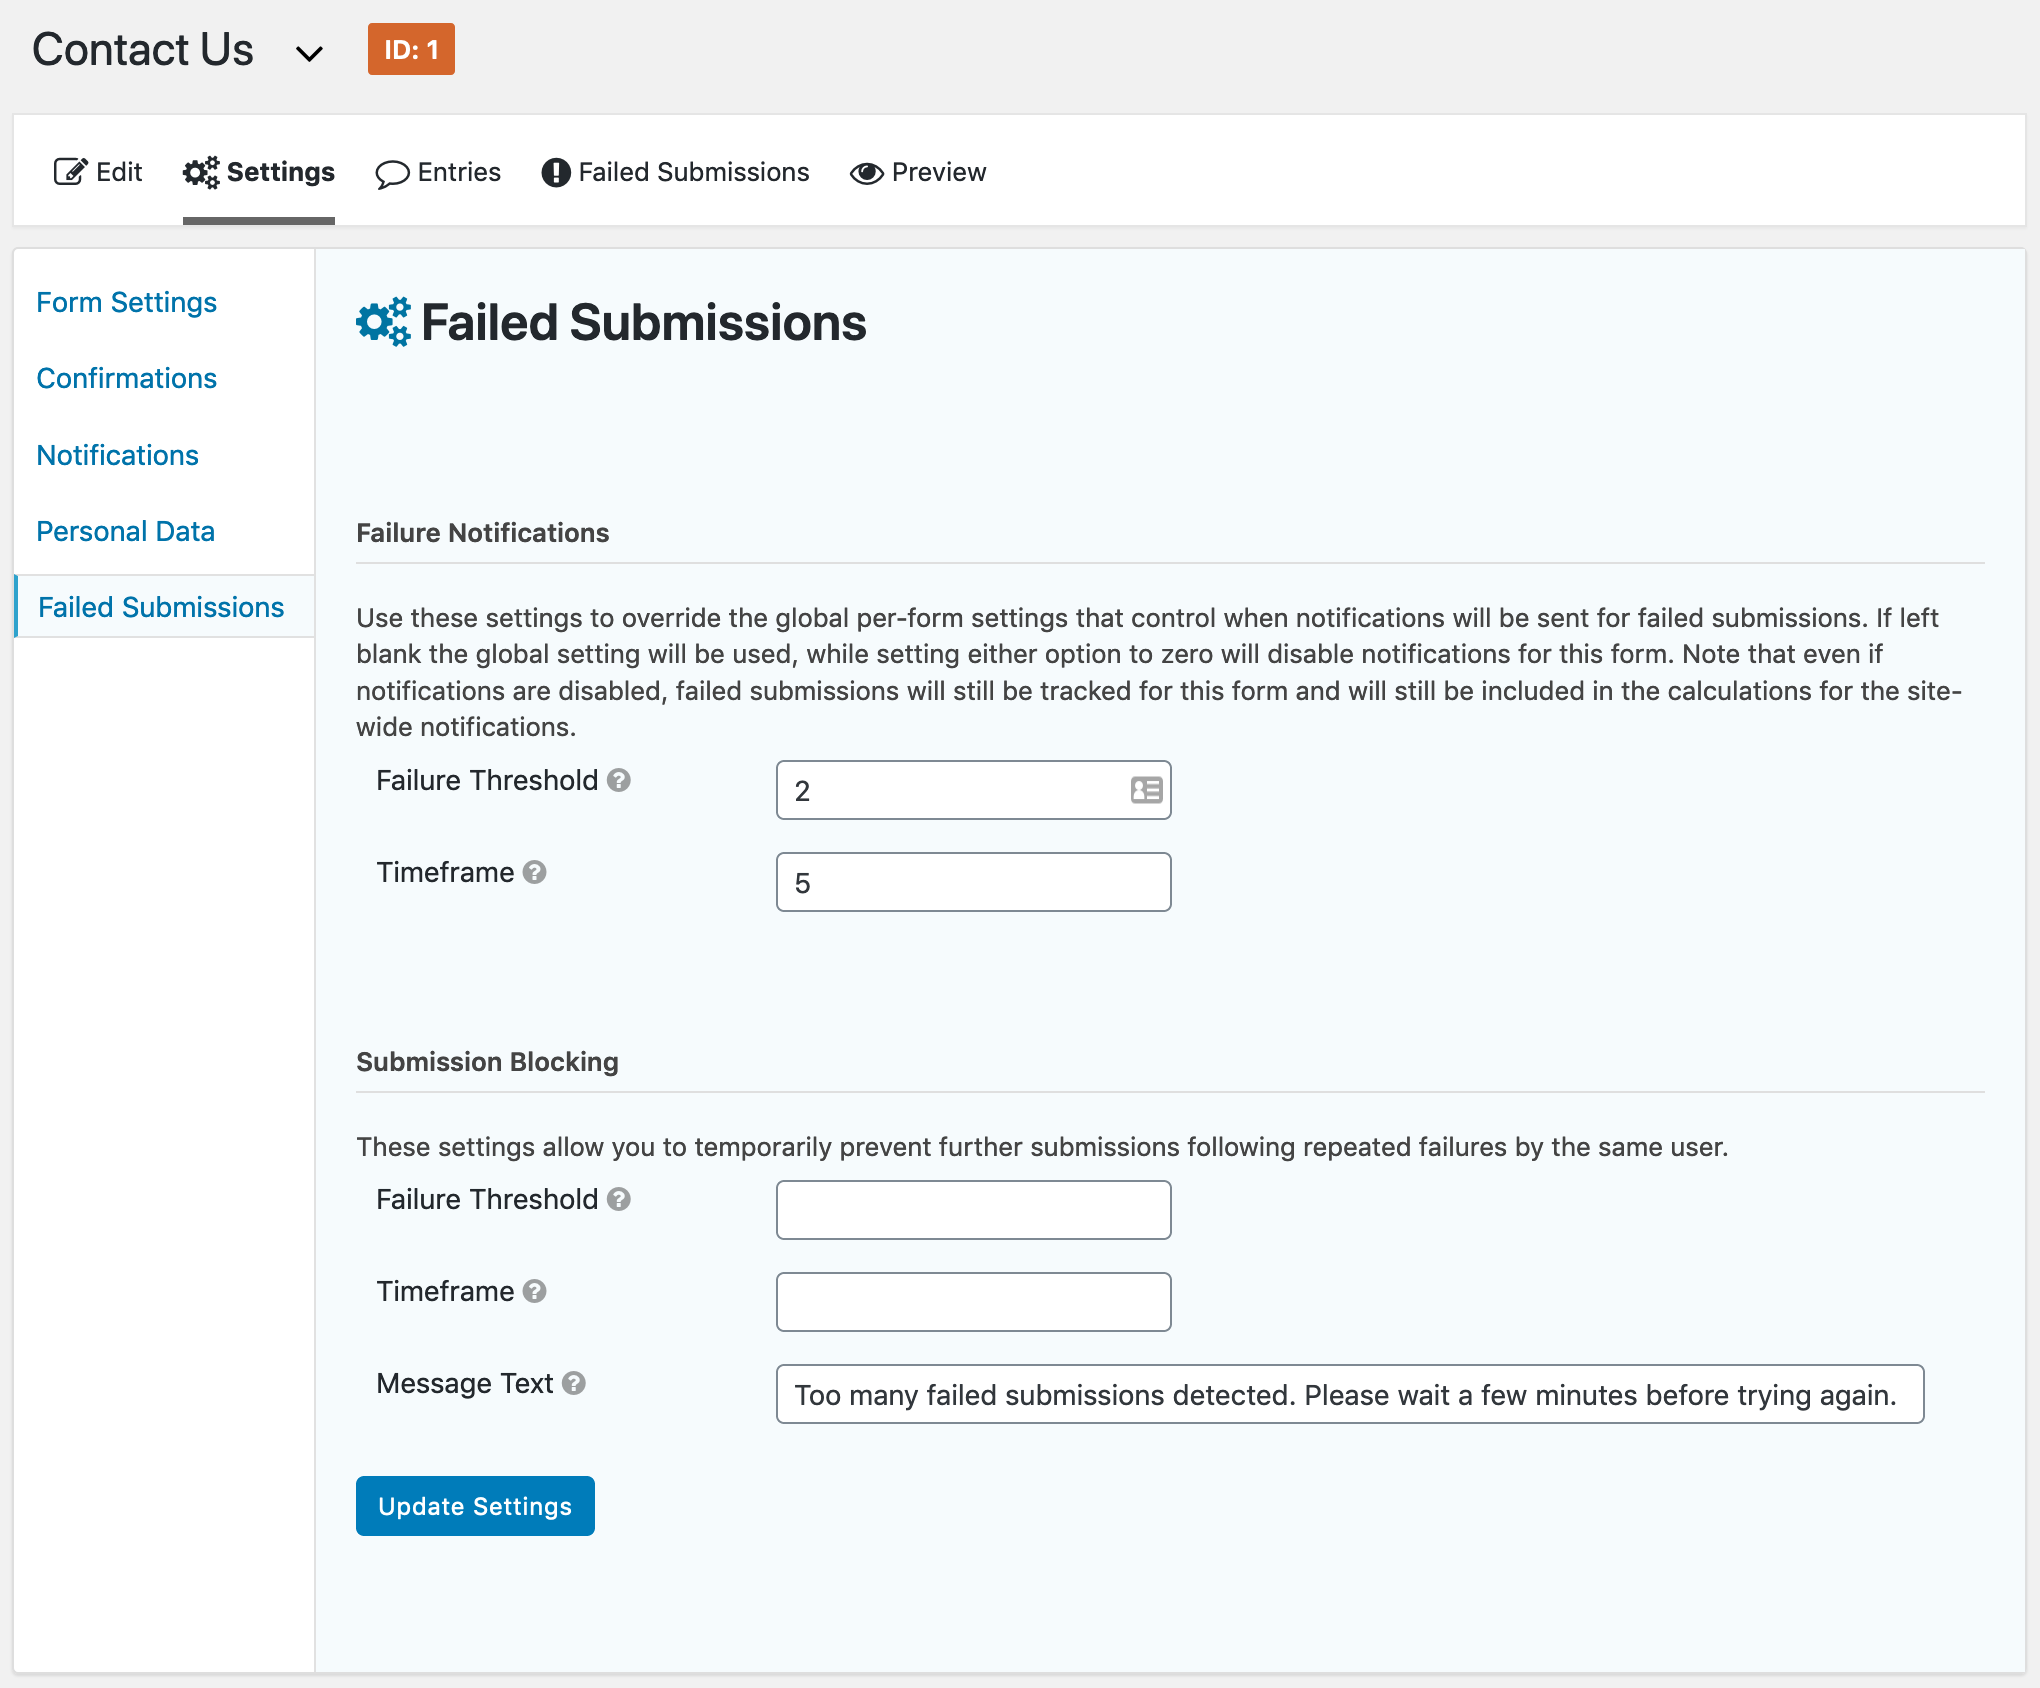 Contact Us
ID: 1
Edit
Settings
Entries
Failed Submissions
Preview
Form Settings
Confirmations
Notifications
Personal Data
Failed Submissions
Failed Submissions
Failure Notifications
Use these settings to override the global per-form settings that control when notifications will be sent for failed submissions. If left
blank the global setting will be used, while setting either option to zero will disable notifications for this form. Note that even if
notifications are disabled, failed submissions will still be tracked for this form and will still be included in the calculations for the site-
wide notifications.
Failure Threshold ?
2
Timeframe ?
5
Submission Blocking
These settings allow you to temporarily prevent further submissions following repeated failures by the same user.
Failure Threshold ?
Timeframe ?
Message Text ?
Too many failed submissions detected. Please wait a few minutes before trying again.
Update Settings